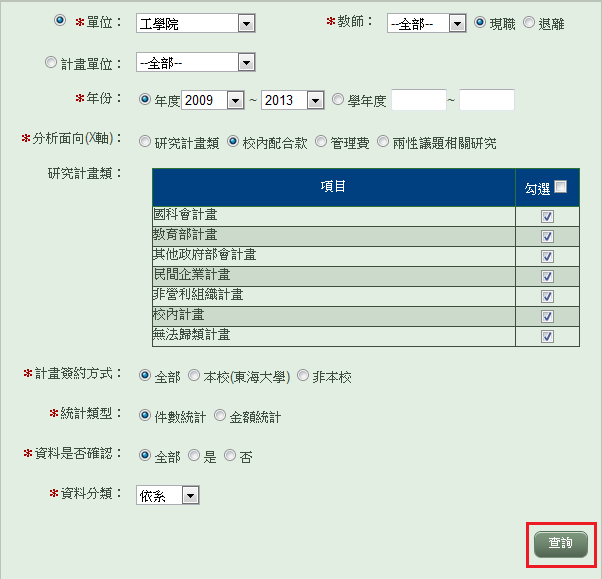 *單位： 工學院 *教師： --全部-- 現職 退離
計畫單位： --全部--
*年份： 年度 2009 ~ 2013 學年度 ~
*分析面向(X軸)： 研究計畫類 校內配合款 管理費 兩性議題相關研究
研究計畫類：
項目 勾選
國科會計畫
教育部計畫
其他政府部會計畫
民間企業計畫
非營利組織計畫
校內計畫
無法歸類計畫
*計畫簽約方式： 全部 本校(東海大學) 非本校
*統計類型： 件數統計 金額統計
*資料是否確認： 全部 是 否
*資料分類： 依系
查詢